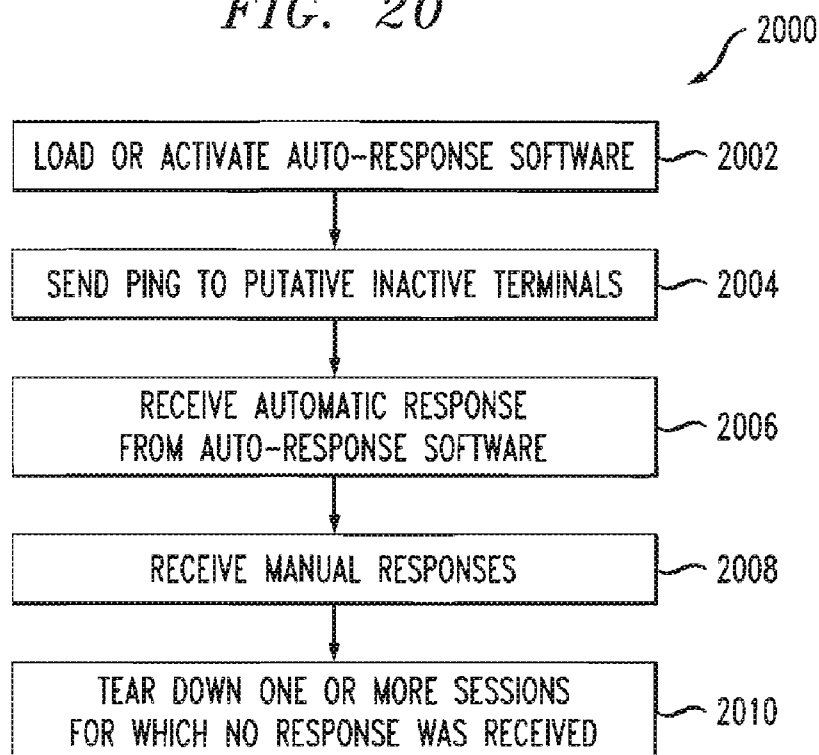 FIG. 20
2000
LOAD OR ACTIVATE AUTO-RESPONSE SOFTWARE
2002
SEND PING TO PUTATIVE INACTIVE TERMINALS
2004
RECEIVE AUTOMATIC RESPONSE
FROM AUTO-RESPONSE SOFTWARE
2006
RECEIVE MANUAL RESPONSES
2008
TEAR DOWN ONE OR MORE SESSIONS
FOR WHICH NO RESPONSE WAS RECEIVED
2010